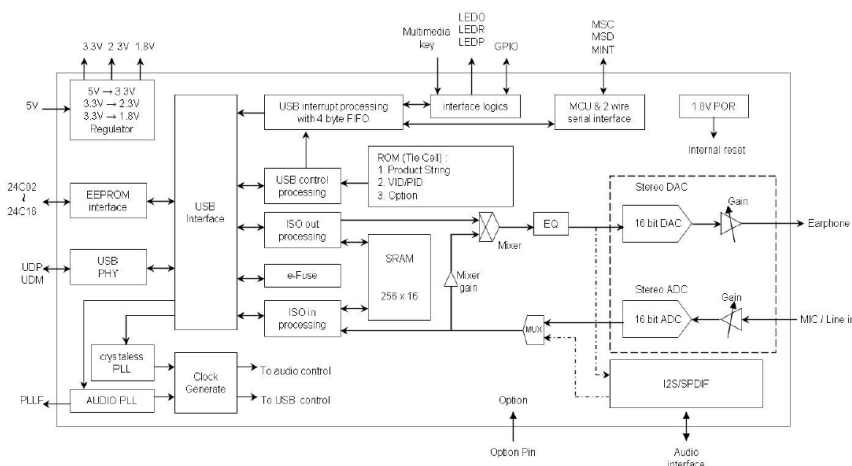 LEDO
LEDR
LEDP
MSC
MSD
MINT
Multimedia
key
GPIO
3.3V 2.3V 1.8V
5V
5V → 3.3V
3.3V → 2.3V
3.3V → 1.8V
Regulator
USB interrupt processing
with 4 byte FIFO
interface logics
MCU & 2 wire
serial interface
1.8V POR
Internal reset
24C02
~
24C16
EEPROM
interface
USB
Interface
USB control
processing
ROM (Tie Cell) :
1. Product String
2. VID/PID
3. Option
Stereo DAC
ISO out
processing
Mixer
EQ
16 bit DAC
Gain
Earphone
UDP
UDM
USB
PHY
e-Fuse
SRAM
256 x 16
Mixer
gain
Stereo ADC
ISO in
processing
MUX
16 bit ADC
Gain
MIC / Line in
crystaless
PLL
Clock
Generate
To audio control
To USB control
PLLF
AUDIO PLL
Option
Option Pin
I2S/SPDIF
Audio
interface